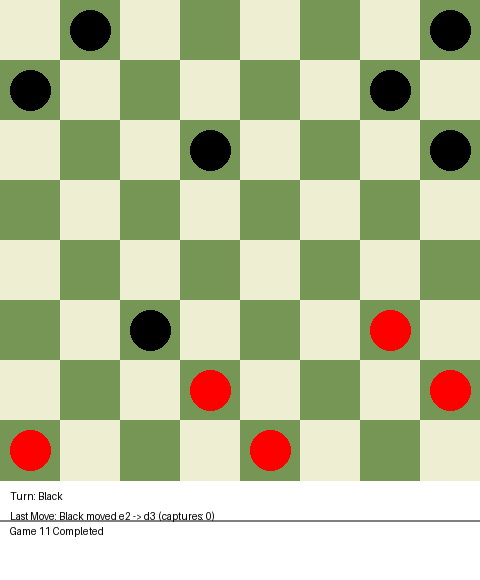 Turn: Black
Last Move: Black moved e2 -> d3 (captures: 0)
Game 11 Completed